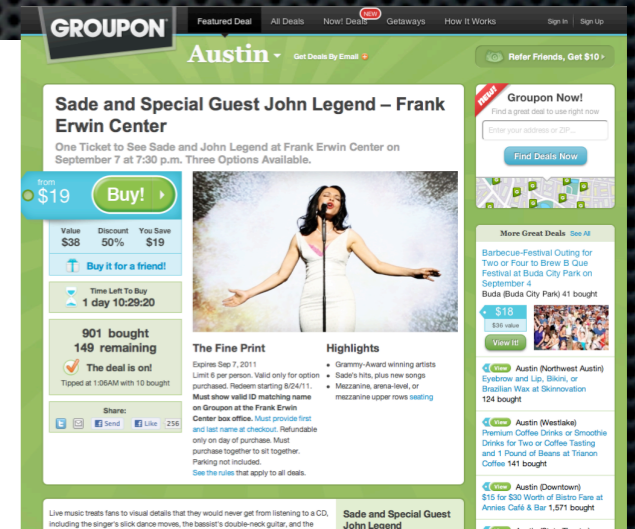 GROUPON
Featured Deal
All Deals
Now! Deals
NEW
Getaways
How It Works
Sign In
Sign Up
Austin
Get Deals By Email
Refer Friends, Get $10
Sade and Special Guest John Legend – Frank
Erwin Center
One Ticket to See Sade and John Legend at Frank Erwin Center on
September 7 at 7:30 p.m. Three Options Available.
from
$19
Buy!
Value
Discount
You Save
$38
50%
$19
Buy it for a friend!
Time Left To Buy
1 day 10:29:20
901 bought
149 remaining
The deal is on!
Tipped at 1:06AM with 10 bought
Share:
Send
Like
256
The Fine Print
Expires Sep 7, 2011
Limit 6 per person. Valid only for option
purchased. Redeem starting 8/24/11.
Must show valid ID matching name
on Groupon at the Frank Erwin
Center box office. Must provide first
and last name at checkout. Refundable
only on day of purchase. Must
purchase together to sit together.
Parking not included.
See the rules that apply to all deals.
Highlights
Grammy-Award winning artists
Sade's hits, plus new songs
Mezzanine, arena-level, or
mezzanine upper rows seating
Live music treats fans to visual details that they would never get from listening to a CD,
including the singer's slick dance moves, the bassist's double-neck guitar, and the
Sade and Special Guest
John Legend
NEW!
Groupon Now!
Find a great deal to use right now
Enter your address or ZIP...
Find Deals Now
More Great Deals See All
Barbecue-Festival Outing for
Two or Four to Brew B Que
Festival at Buda City Park on
September 4
Buda (Buda City Park) 41 bought
$18
$36 value
View It!
View Austin (Northwest Austin)
Eyebrow and Lip, Bikini, or
Brazilian Wax at Skinnovation
124 bought
View Austin (Westlake)
Premium Coffee Drinks or Smoothie
Drinks for Two or Coffee Tasting
and 1 Pound of Beans at Trianon
Coffee 141 bought
View Austin (Downtown)
$15 for $30 Worth of Bistro Fare at
Annies Café & Bar 1,571 bought